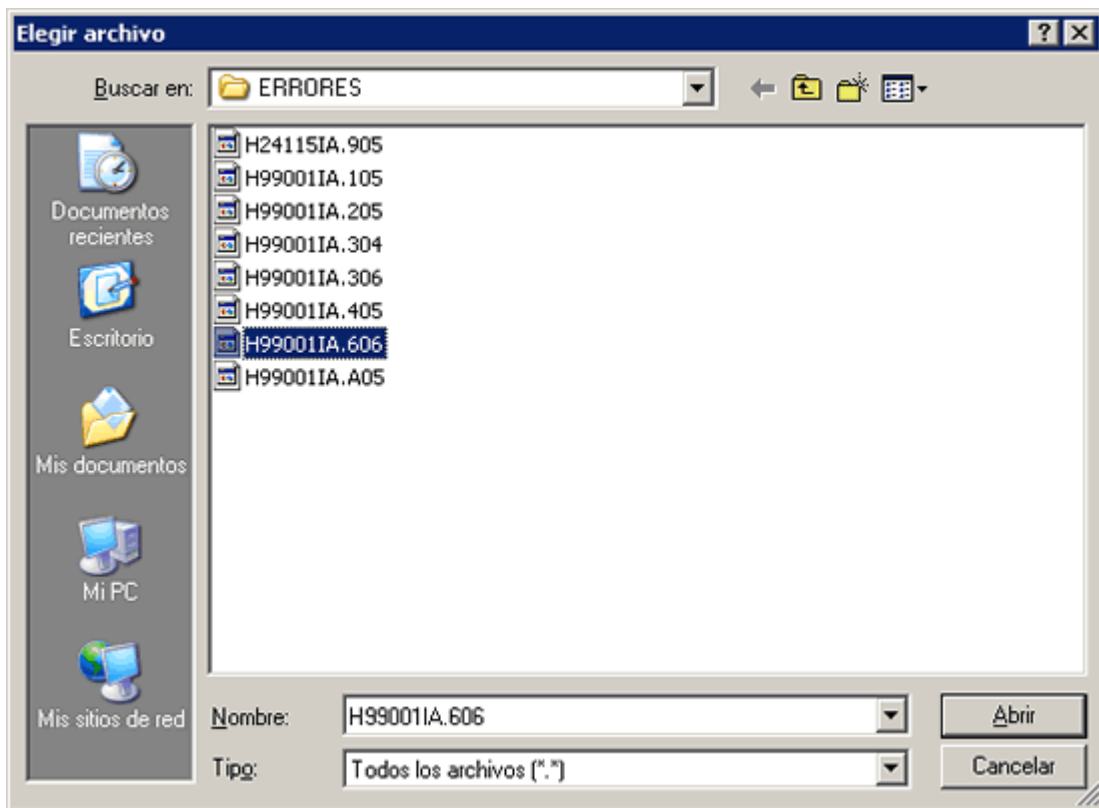 Elegir archivo
Buscar en: ERRORES
Documentos
recientes
Escritorio
Mis documentos
Mi PC
Mis sitios de red
H24115IA.905
H99001IA.105
H99001IA.205
H99001IA.304
H99001IA.306
H99001IA.405
H99001IA.606
H99001IA.A05
Nombre: H99001IA.606
Abrir
Tipo: Todos los archivos (*.*)
Cancelar